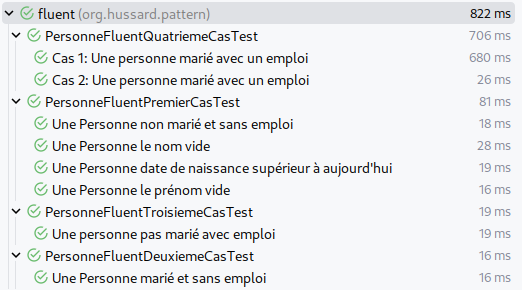 fluent (org.hussard.pattern) 822 ms
PersonneFluentQuatriemeCasTest 706 ms
Cas 1: Une personne marié avec un emploi 680 ms
Cas 2: Une personne marié avec un emploi 26 ms
PersonneFluentPremierCasTest 81 ms
Une Personne non marié et sans emploi 18 ms
Une Personne le nom vide 28 ms
Une Personne date de naissance supérieur à aujourd'hui 19 ms
Une Personne le prénom vide 16 ms
PersonneFluentTroisiemeCasTest 19 ms
Une personne pas marié avec emploi 19 ms
PersonneFluentDeuxiemeCasTest 16 ms
Une Personne marié et sans emploi 16 ms